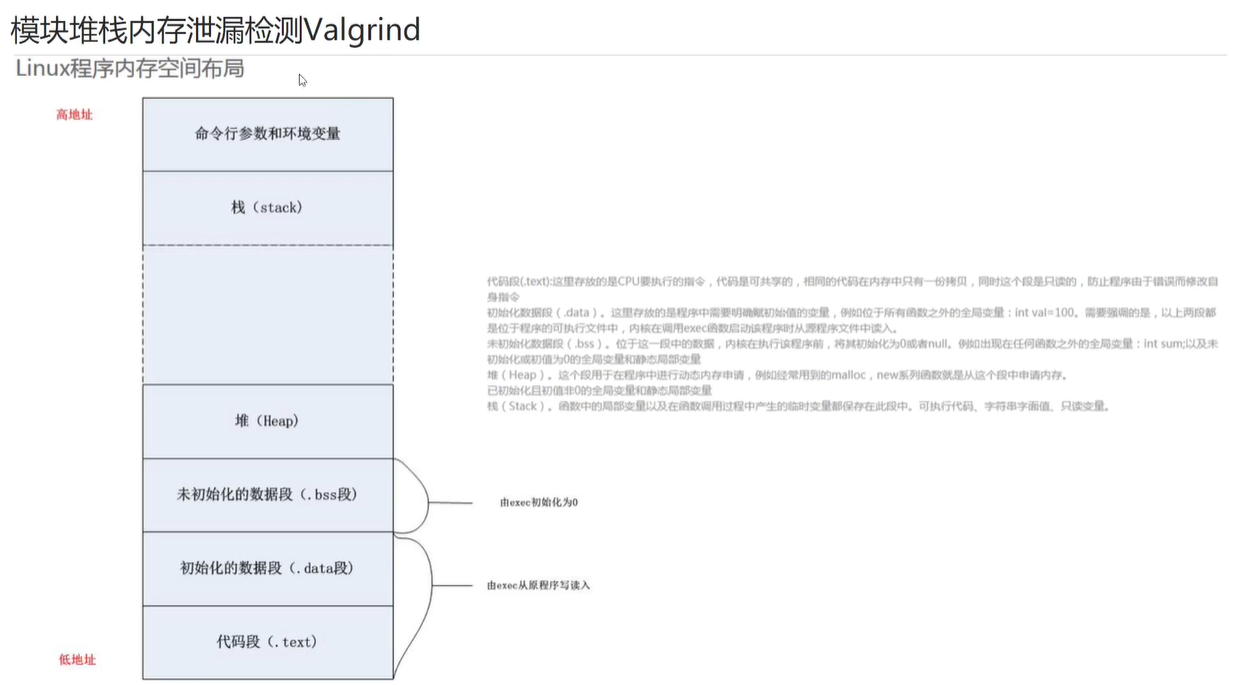 模块堆栈内存泄漏检测Valgrind
Linux程序内存空间布局
高地址
命令行参数和环境变量
栈（stack）
代码段(.text):这里存放的是CPU要执行的指令，代码是可共享的，相同的代码在内存中只有一份拷贝，同时这个段是只读的，防止程序由于错误而修改自
身指令
初始化数据段（.data）。这里存放的是程序中需要明确赋初始值的变量，例如位于所有函数之外的全局变量：int val=100。需要强调的是，以上两段都
是位于程序的可执行文件中，内核在调用exec函数启动该程序时从源程序文件中读入。
未初始化数据段（.bss）。位于这一段中的数据，内核在执行该程序前，将其初始化为0或者null。例如出现在任何函数之外的全局变量：int sum;以及未
初始化或初值为0的全局变量和静态局部变量
堆（Heap）。这个段用于在程序中进行动态内存申请，例如经常用到的malloc，new系列函数就是从这个段中申请内存。
已初始化且初值非0的全局变量和静态局部变量
栈（Stack）。函数中的局部变量以及在函数调用过程中产生的临时变量都保存在此段中。可执行代码、字符串字面值、只读变量。
堆（Heap）
未初始化的数据段（.bss段）
由exec初始化为0
初始化的数据段（.data段）
由exec从原程序写读入
代码段（.text）
低地址